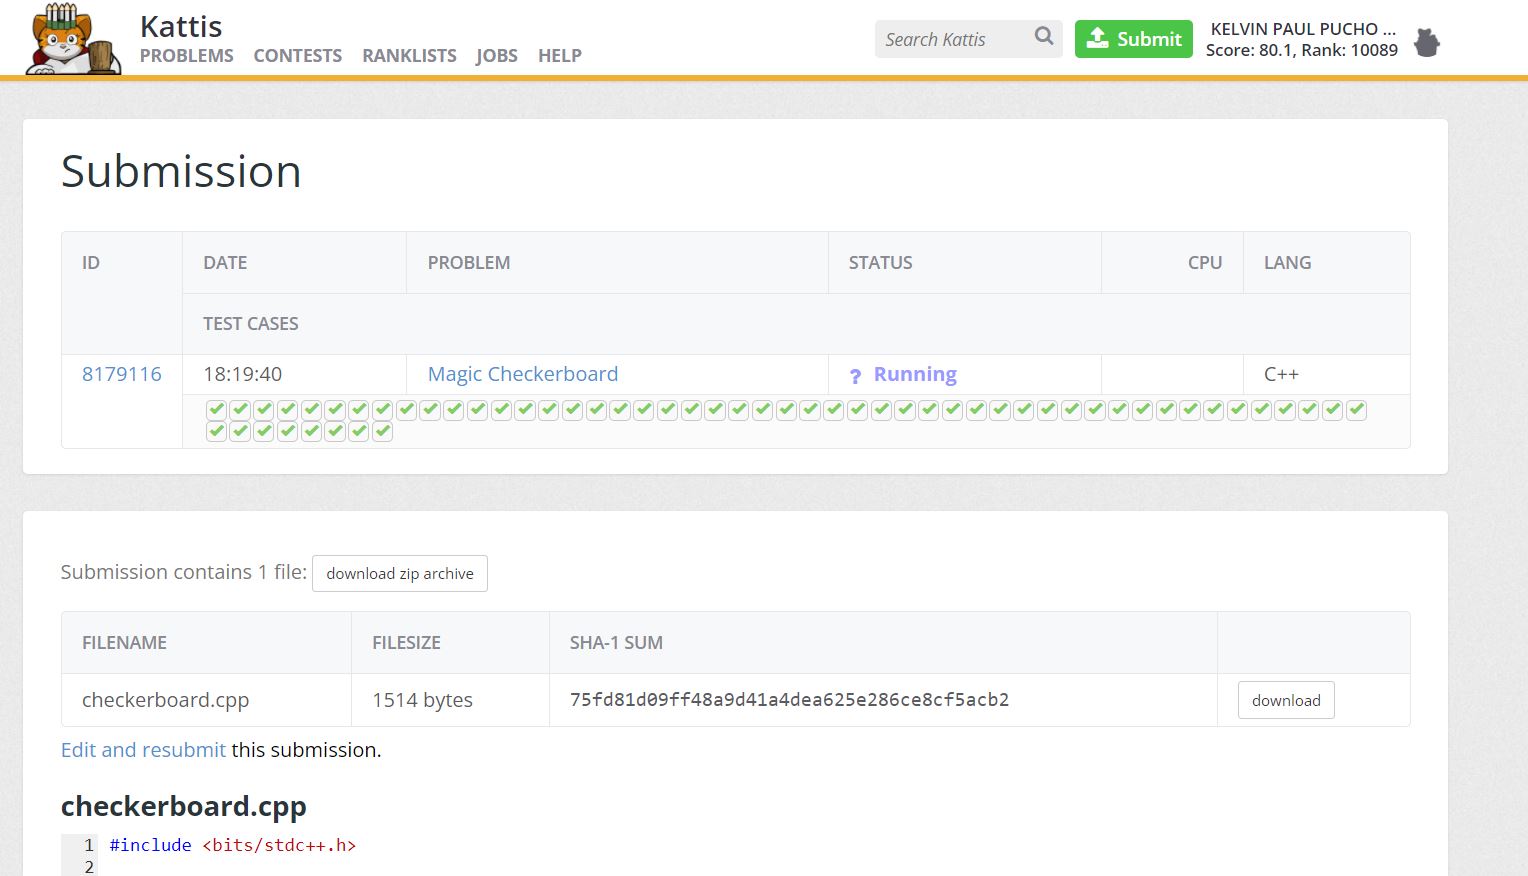 Kattis
PROBLEMS CONTESTS RANKLISTS JOBS HELP
Search Kattis
Submit
KELVIN PAUL PUCHO ...
Score: 80.1, Rank: 10089
Submission
ID DATE PROBLEM STATUS CPU LANG
TEST CASES
8179116 18:19:40 Magic Checkerboard ? Running C++
Submission contains 1 file: download zip archive
FILENAME FILESIZE SHA-1 SUM
checkerboard.cpp 1514 bytes 75fd81d09ff48a9d41a4dea625e286ce8cf5acb2 download
Edit and resubmit this submission.
checkerboard.cpp
1 #include <bits/stdc++.h>
2